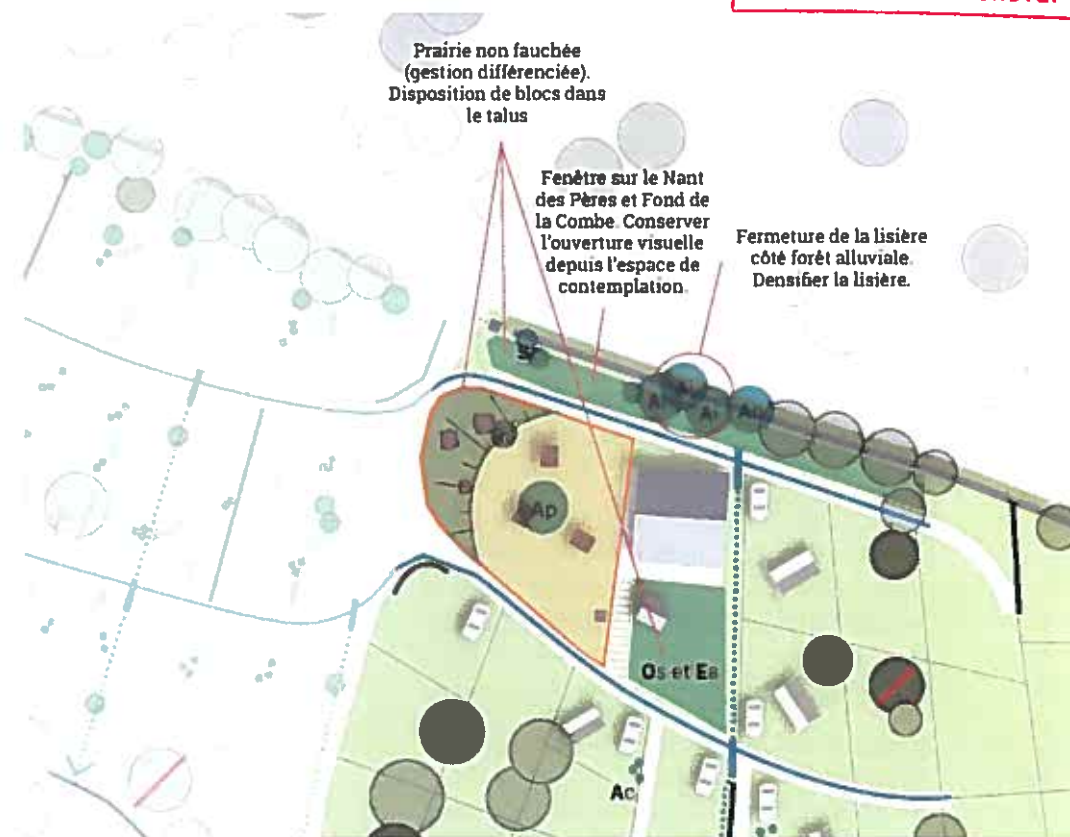 Prairie non fauchée
(gestion différenciée).
Disposition de blocs dans
le talus
Fenêtre sur le Nant
des Pères et Fond de
la Combe. Conserver
l'ouverture visuelle
depuis l'espace de
contemplation.
Fermeture de la lisière
côté forêt alluviale.
Densifier la lisière.
Ap
Os et Ea
Ac